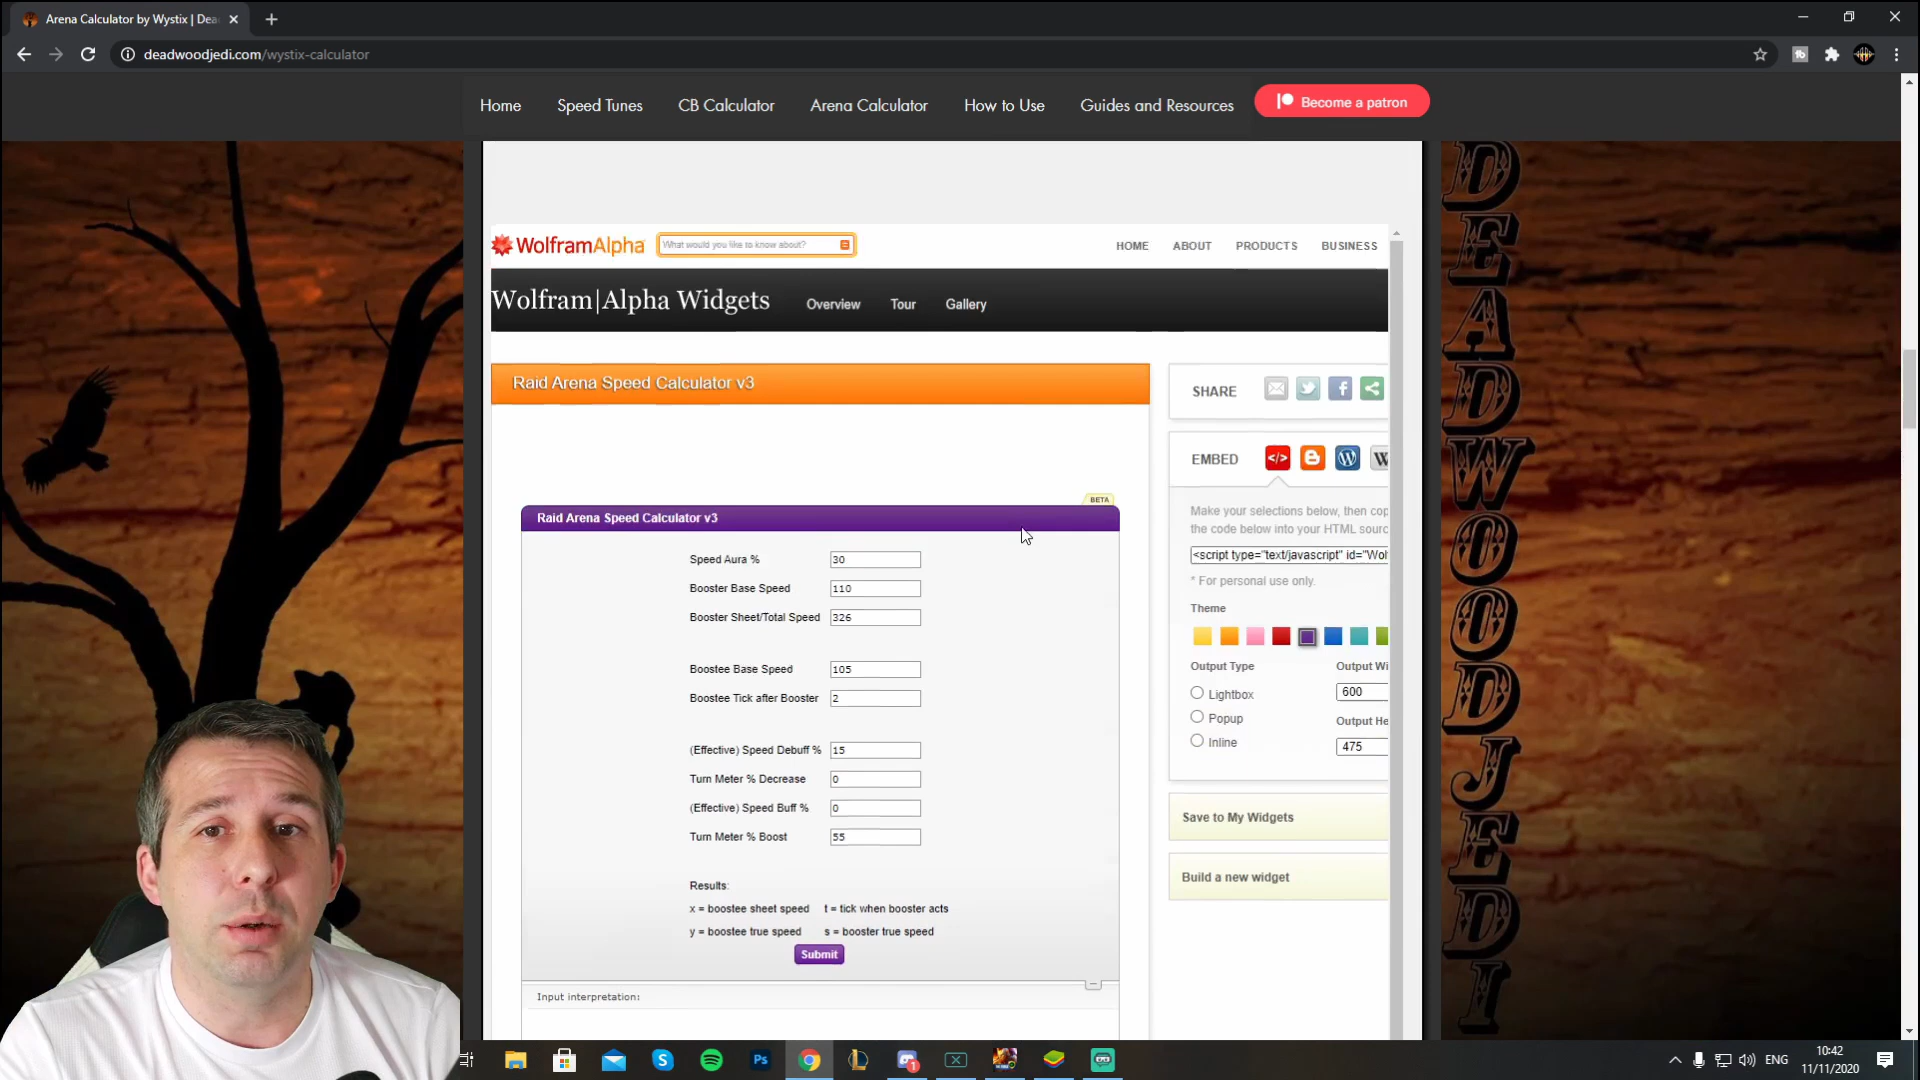 Arena Calculator by Wystix | Dea
deadwoodjedi.com/wystix-calculator
Home Speed Tunes CB Calculator Arena Calculator How to Use Guides and Resources Become a patron
WolframAlpha What would you like to know about? HOME ABOUT PRODUCTS BUSINESS
Wolfram|Alpha Widgets Overview Tour Gallery
Raid Arena Speed Calculator v3
SHARE
EMBED
BETA
Raid Arena Speed Calculator v3
Speed Aura % 30
Booster Base Speed 110
Booster Sheet/Total Speed 326
Boostee Base Speed 105
Boostee Tick after Booster 2
(Effective) Speed Debuff % 15
Turn Meter % Decrease 0
(Effective) Speed Buff % 0
Turn Meter % Boost 55
Results:
x = boostee sheet speed t = tick when booster acts
y = boostee true speed s = booster true speed
Submit
Input interpretation:
Make your selections below, then cop
the code below into your HTML sourc
<script type="text/javascript" id="Wol
* For personal use only.
Theme
Output Type Output Wi
Lightbox 600
Popup Output He
Inline 475
Save to My Widgets
Build a new widget
DEADWOODJEDI
ENG
10:42
11/11/2020